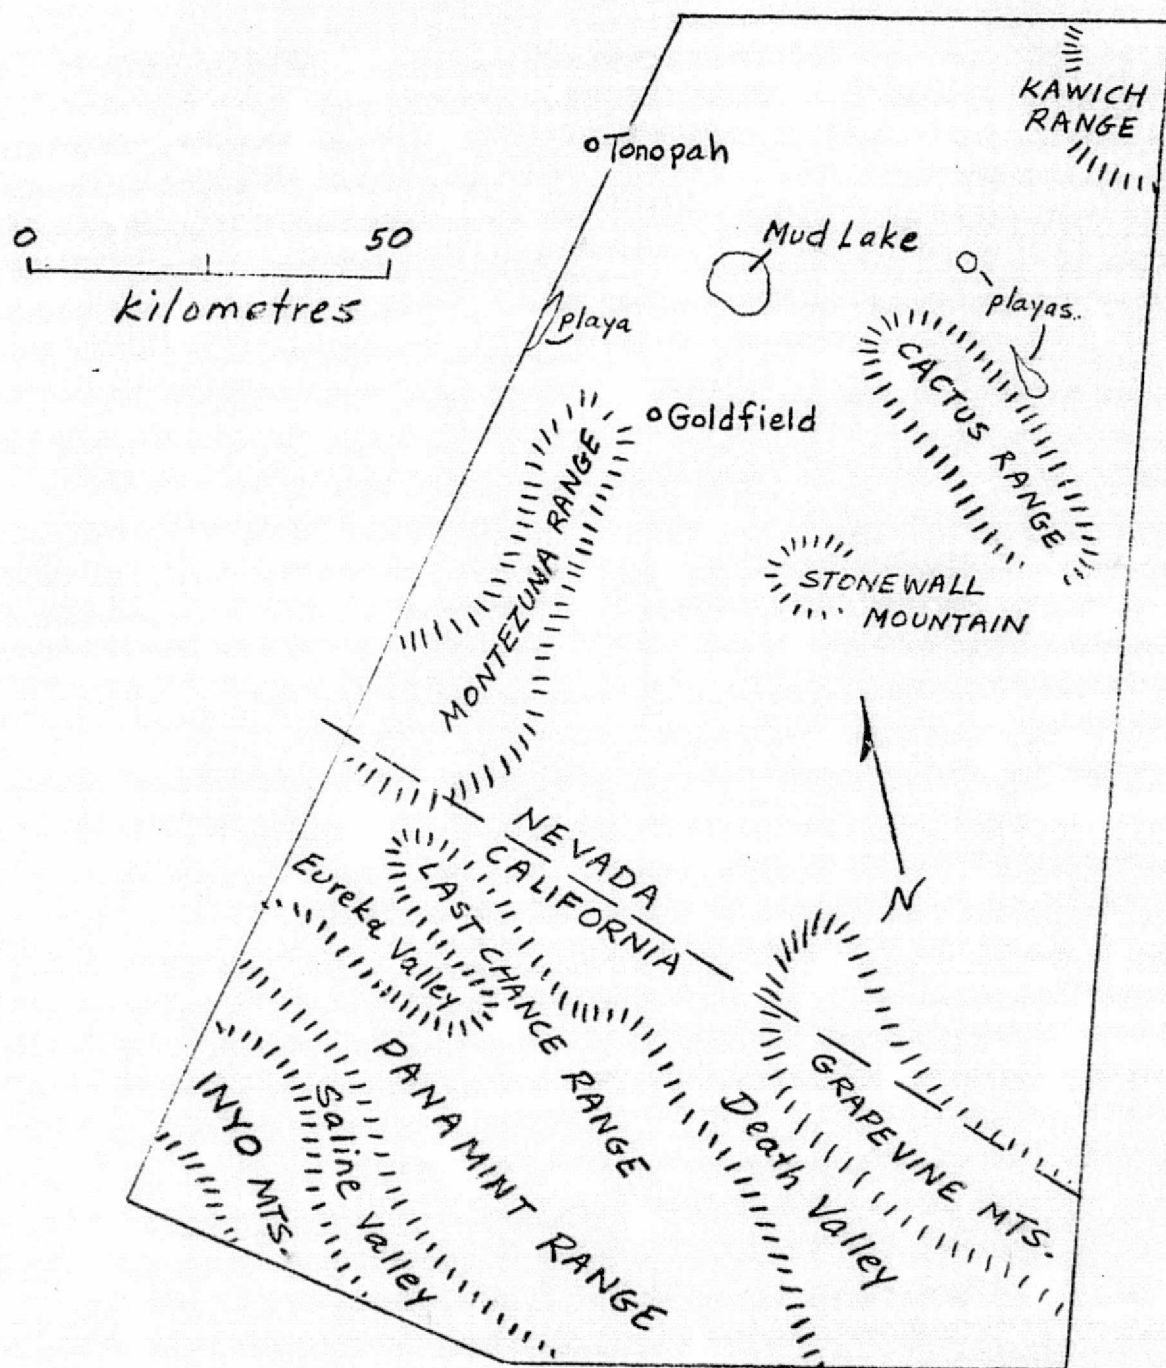 KAWICH
RANGE
Tonopah
0 50
kilometres
Mud Lake
playa
playas.
CACTUS RANGE
Goldfield
MONTEZUNA RANGE
STONEWALL
MOUNTAIN
N
NEVADA
CALIFORNIA
LAST CHANCE RANGE
Eureka Valley
PANAMINT RANGE
Saline Valley
INYO MTS.
Death Valley
GRAPEVINE MTS.